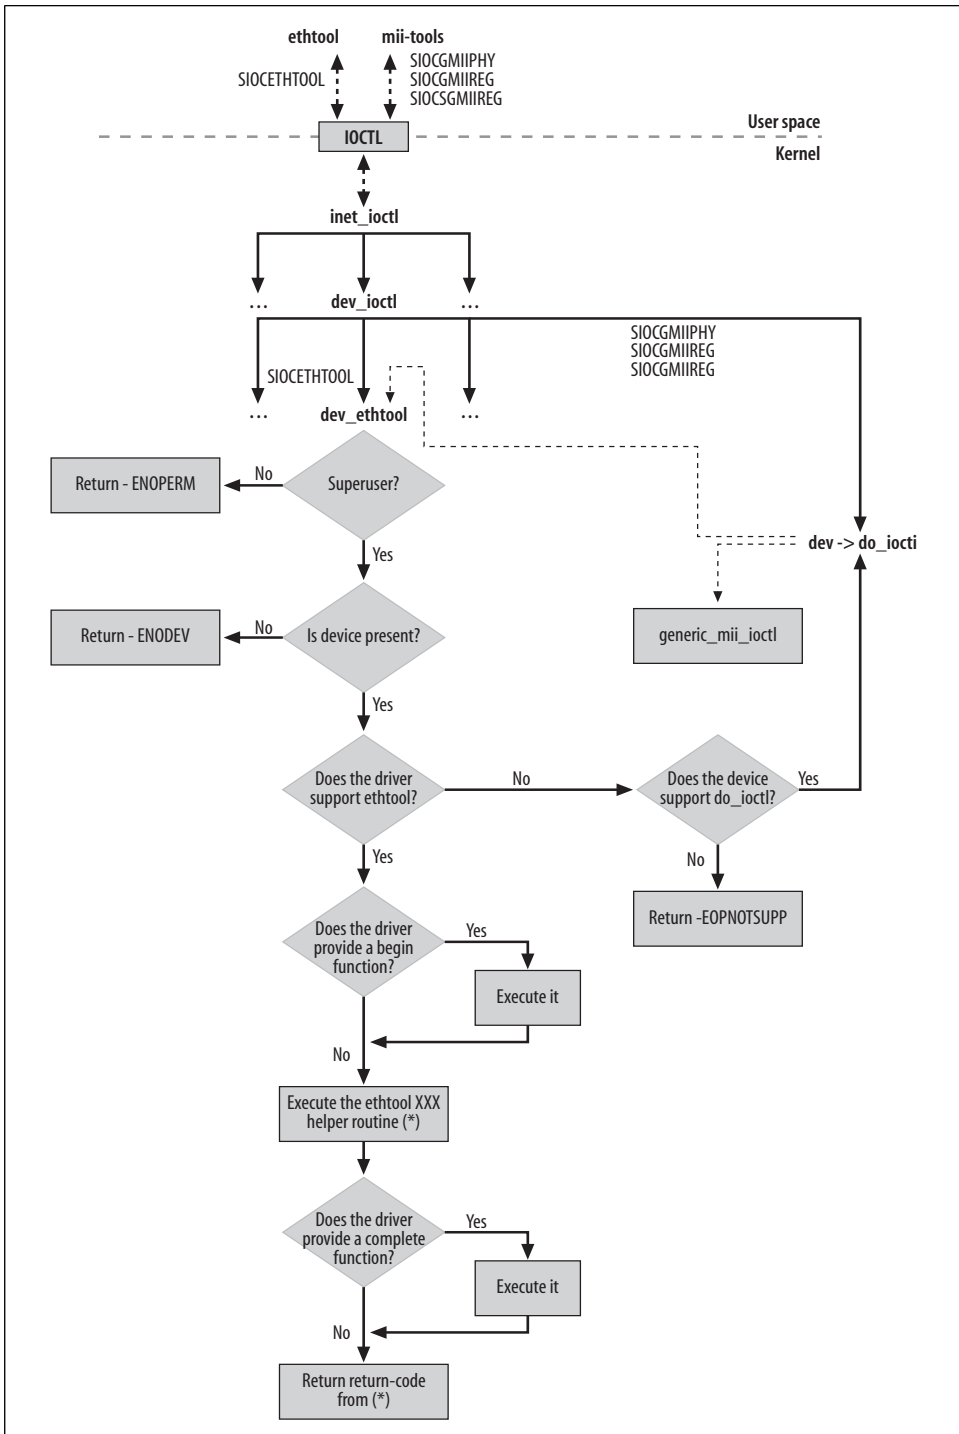 ethtool
mii-tools
SIOCETHTOOL
SIOCGMIIPHY
SIOCGMIIREG
SIOCSGMIIREG
User space
IOCTL
Kernel
inet_ioctl
...
dev_ioctl
...
SIOCGMIIPHY
SIOCGMIIREG
SIOCGMIIREG
SIOCETHTOOL
...
dev_ethtool
...
Superuser?
No
Return - ENOPERM
Yes
dev -> do_iocti
Is device present?
No
Return - ENODEV
generic_mii_ioctl
Yes
Does the driver
support ethtool?
No
Does the device
support do_ioctl?
Yes
Yes
No
Return -EOPNOTSUPP
Does the driver
provide a begin
function?
Yes
Execute it
No
Execute the ethtool XXX
helper routine (*)
Does the driver
provide a complete
function?
Yes
Execute it
No
Return return-code
from (*)